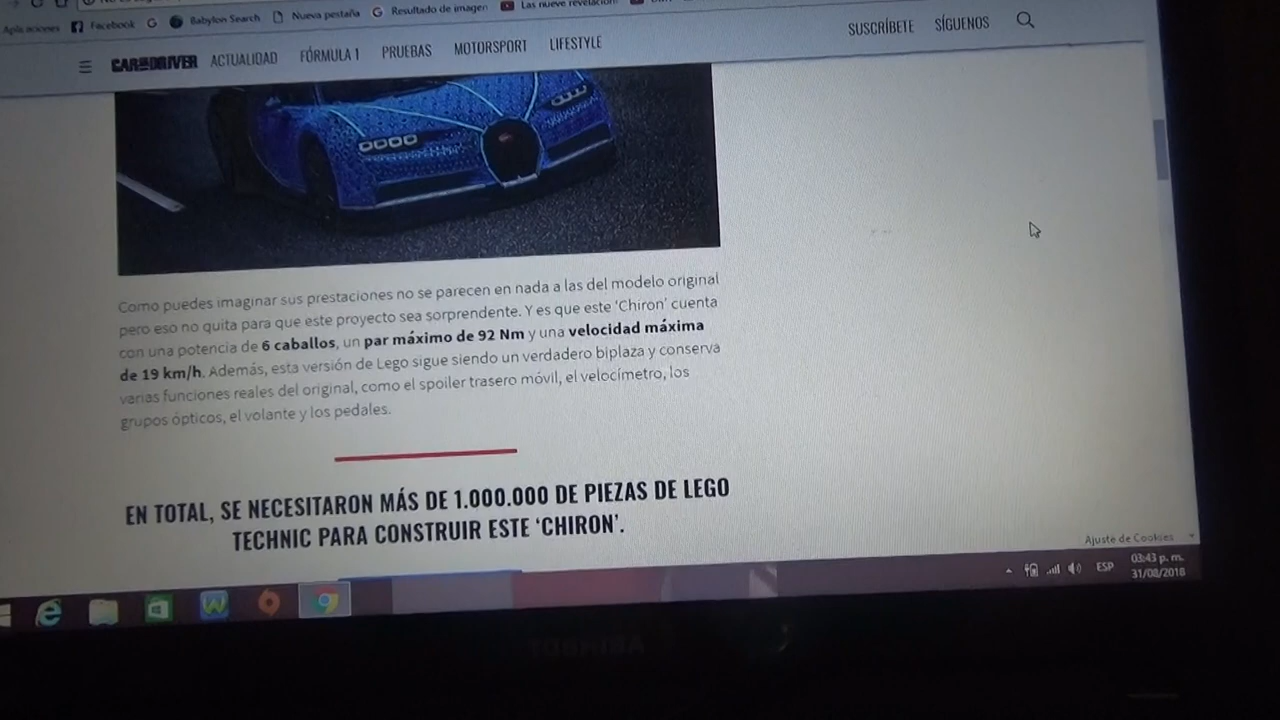 Aplicaciones Facebook Babylon Search Nueva pestaña Resultado de imagen Las nueve revelacion
CAR AND DRIVER ACTUALIDAD FÓRMULA 1 PRUEBAS MOTORSPORT LIFESTYLE SUSCRÍBETE SÍGUENOS
Como puedes imaginar sus prestaciones no se parecen en nada a las del modelo original
pero eso no quita para que este proyecto sea sorprendente. Y es que este ‘Chiron’ cuenta
con una potencia de 6 caballos, un par máximo de 92 Nm y una velocidad máxima
de 19 km/h. Además, esta versión de Lego sigue siendo un verdadero biplaza y conserva
varias funciones reales del original, como el spoiler trasero móvil, el velocímetro, los
grupos ópticos, el volante y los pedales.
EN TOTAL, SE NECESITARON MÁS DE 1.000.000 DE PIEZAS DE LEGO
TECHNIC PARA CONSTRUIR ESTE ‘CHIRON’.
Ajuste de Cookies
ESP 03:43 p. m.
31/08/2018
TOSHIBA